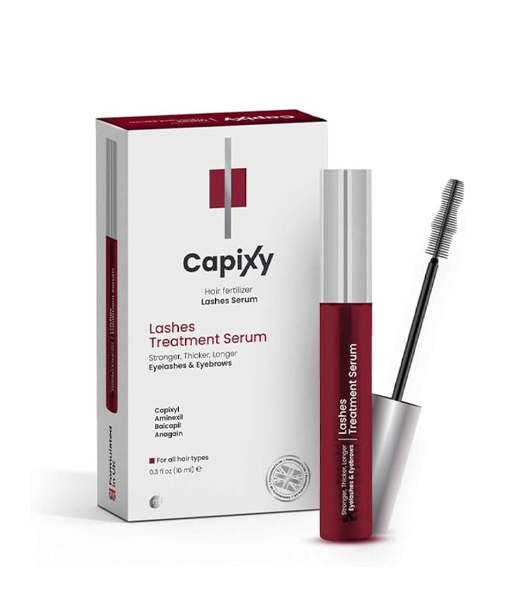 Capixy
Hair fertilizer
Lashes Serum
Lashes
Treatment Serum
Stronger, Thicker, Longer
Eyelashes & Eyebrows
Capixyl
Aminexil
Baicapil
Anagain
For all hair types
0.3 fl.oz (10 ml) ℮
Formulated
in UK
Lashes
Treatment Serum
Stronger, Thicker, Longer
Eyelashes & Eyebrows